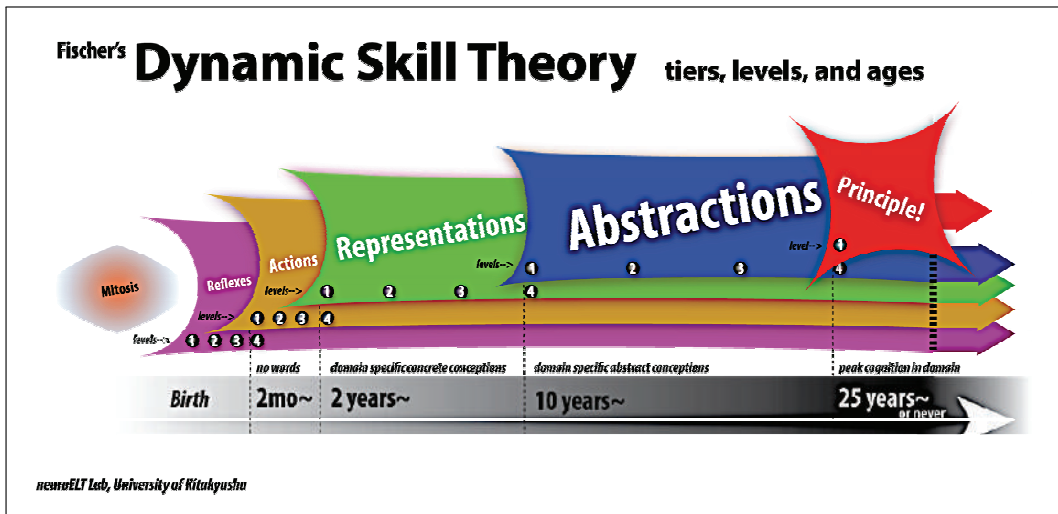 Fischer's Dynamic Skill Theory tiers, levels, and ages
Principle!
Abstractions
Representations
Actions
Reflexes
Mitosis
level--> 1
levels--> 1 2 3 4
levels--> 1 2 3 4
levels--> 1 2 3 4
levels--> 1 2 3 4
no words domain specific concrete conceptions domain specific abstract conceptions peak cognition in domain
Birth 2mo~ 2 years~ 10 years~ 25 years~
or never
neuroELT Lab, University of Kitakyushu